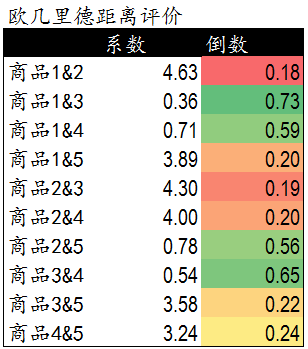 欧几里德距离评价
系数 倒数
商品1&2 4.63 0.18
商品1&3 0.36 0.73
商品1&4 0.71 0.59
商品1&5 3.89 0.20
商品2&3 4.30 0.19
商品2&4 4.00 0.20
商品2&5 0.78 0.56
商品3&4 0.54 0.65
商品3&5 3.58 0.22
商品4&5 3.24 0.24